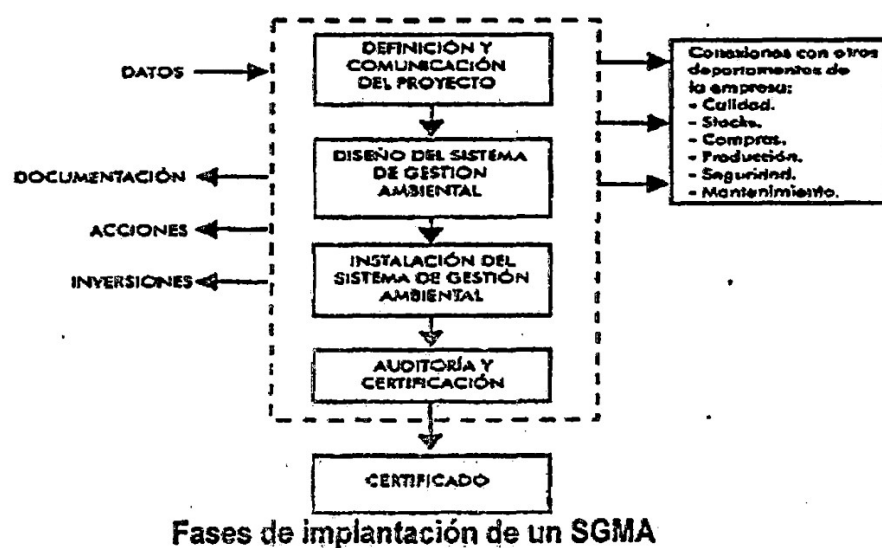 DEFINICIÓN Y
COMUNICACIÓN
DEL PROYECTO
DATOS
Conexiones con otros
departamentos de
la empresa:
- Calidad.
- Stocks.
- Compras.
- Producción.
- Seguridad.
- Mantenimiento.
DISEÑO DEL SISTEMA
DE GESTION
AMBIENTAL
DOCUMENTACIÓN
ACCIONES
INVERSIONES
INSTALACIÓN DEL
SISTEMA DE GESTIÓN
AMBIENTAL
AUDITORÍA Y
CERTIFICACIÓN
CERTIFICADO
Fases de implantación de un SGMA